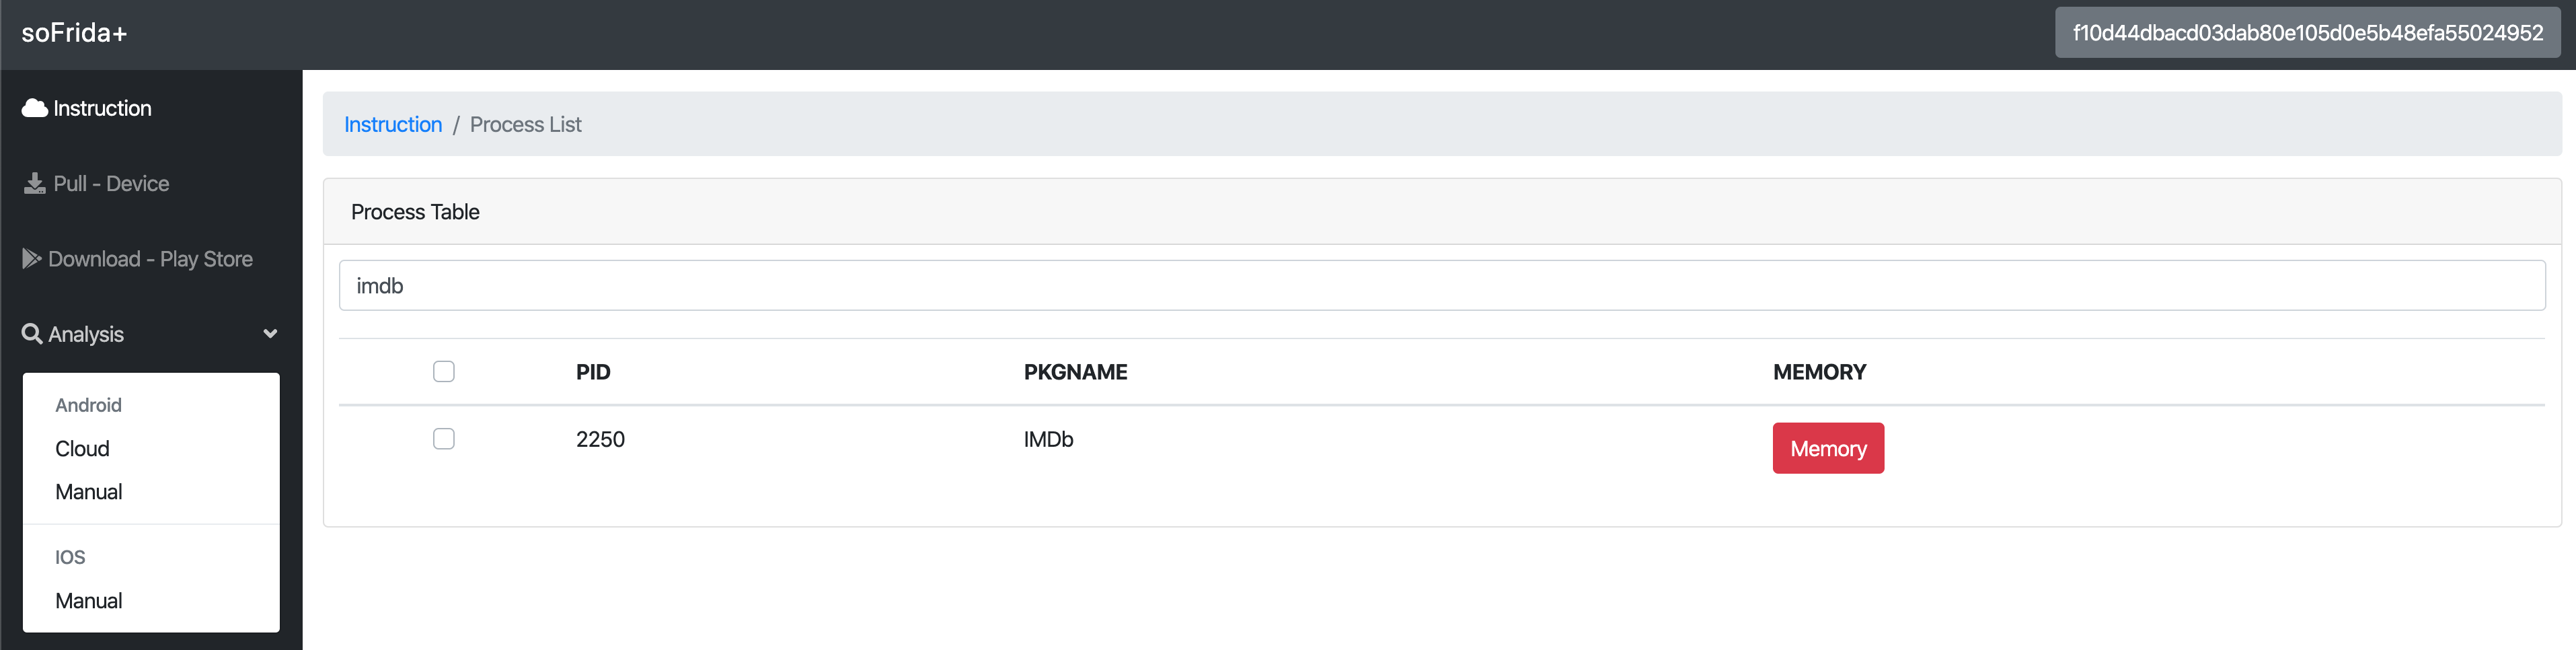 soFrida+
f10d44dbacd03dab80e105d0e5b48efa55024952
Instruction
Pull - Device
Download - Play Store
Analysis
Android
Cloud
Manual
IOS
Manual
Instruction / Process List
Process Table
imdb
PID PKGNAME MEMORY
2250 IMDb Memory